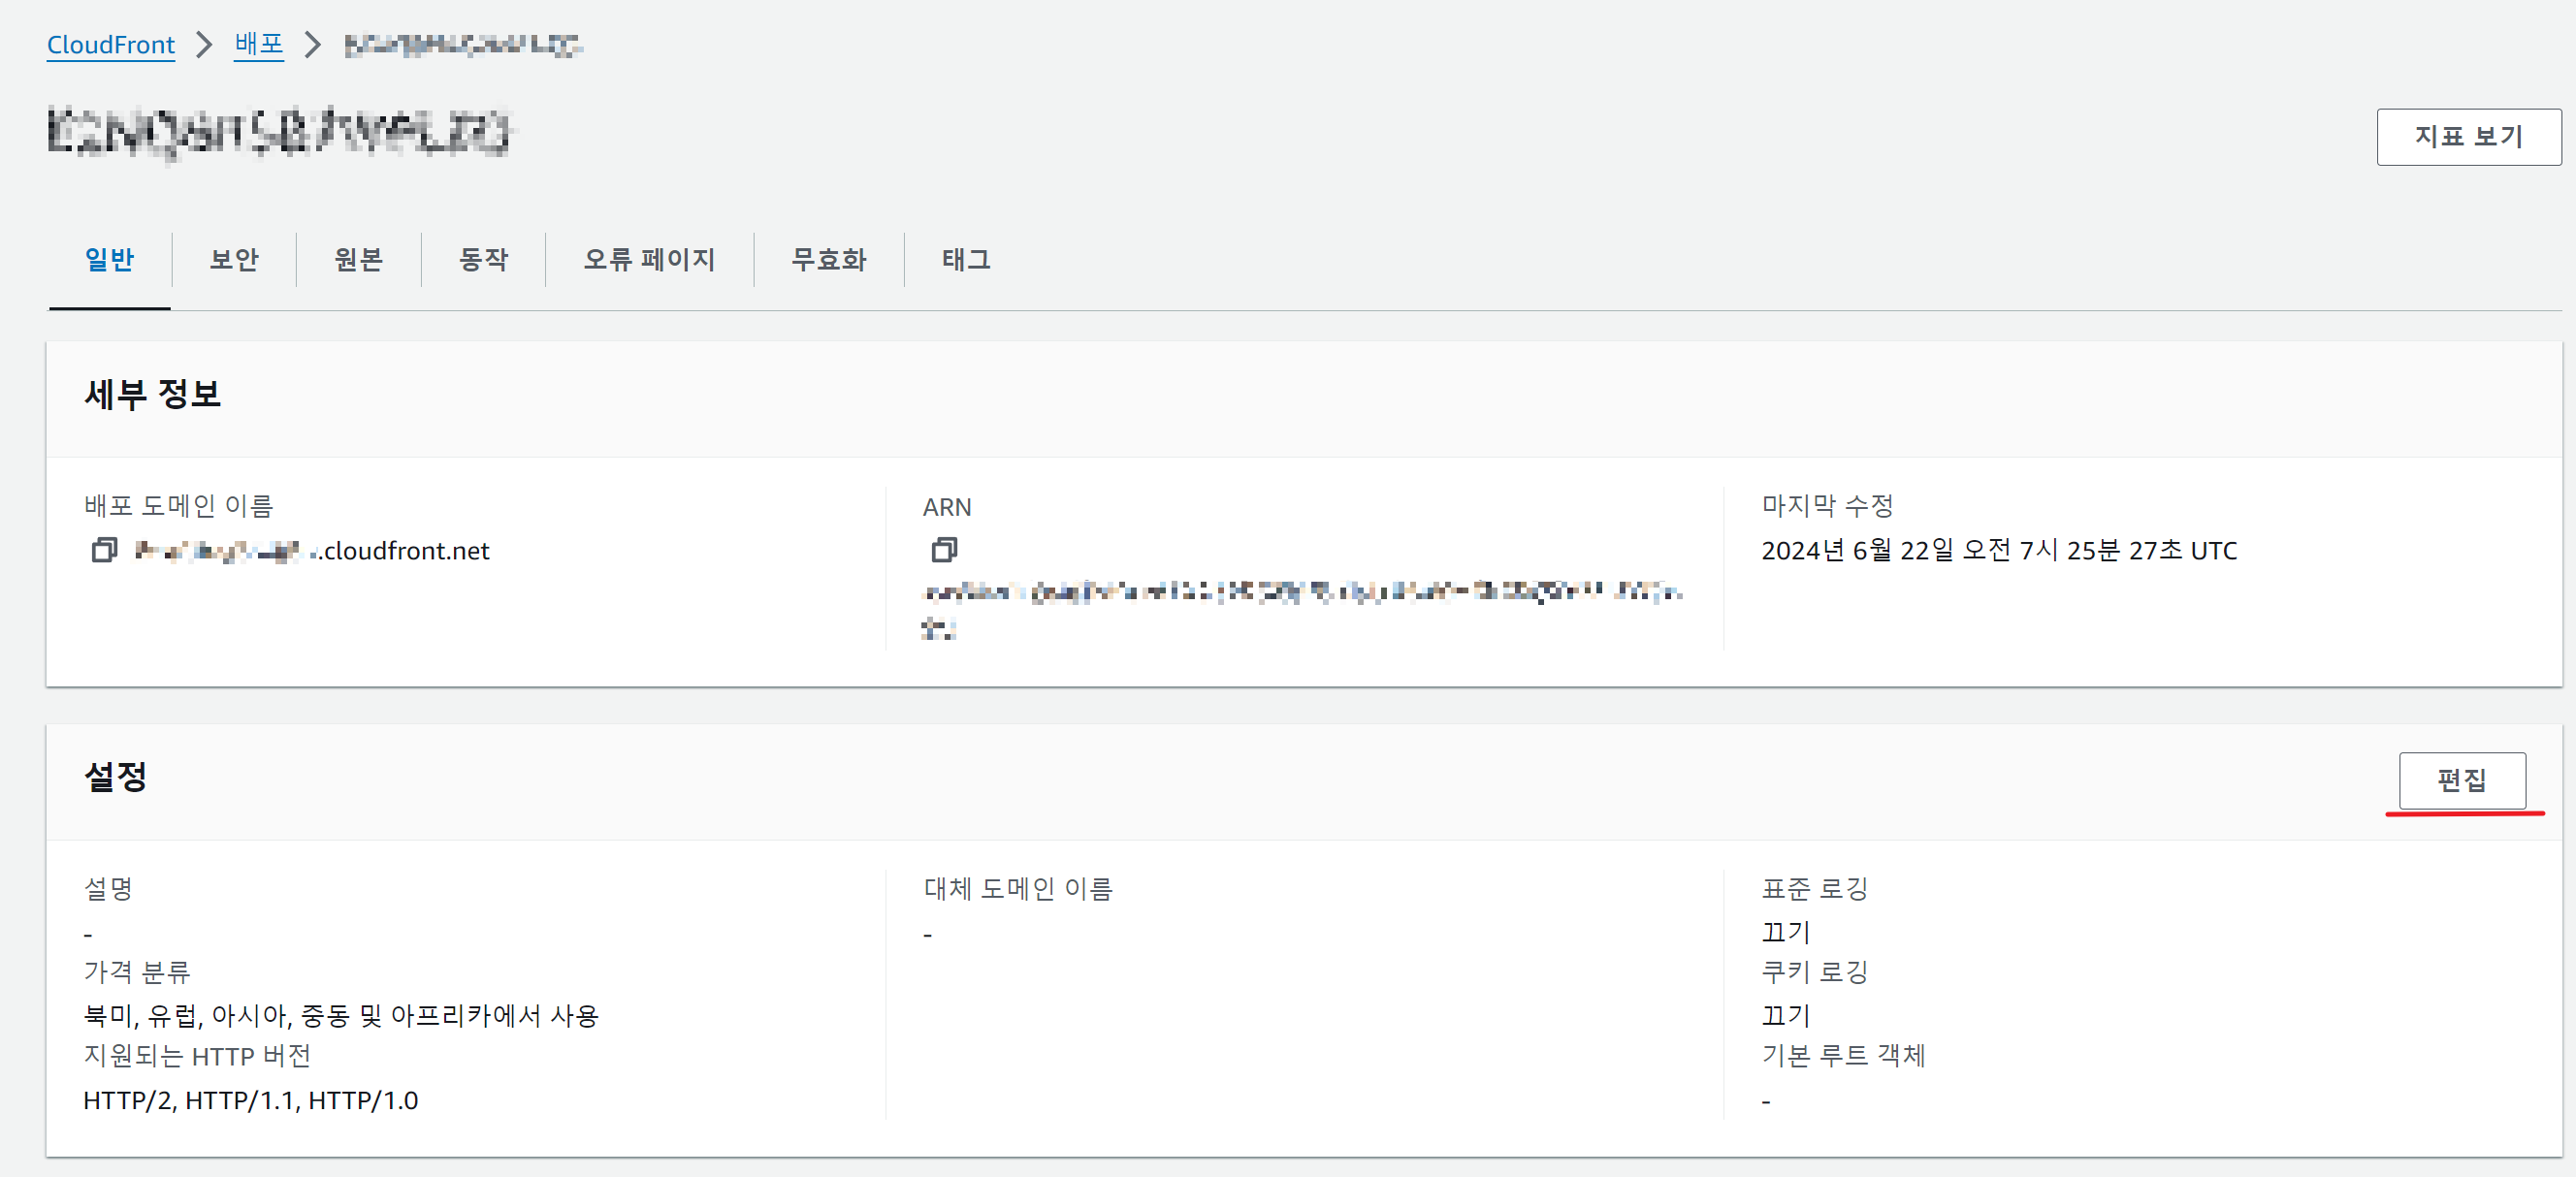 CloudFront > 배포 >
지표 보기
일반 보안 원본 동작 오류 페이지 무효화 태그
세부 정보
배포 도메인 이름
.cloudfront.net
ARN
마지막 수정
2024년 6월 22일 오전 7시 25분 27초 UTC
설정
편집
설명
-
가격 분류
북미, 유럽, 아시아, 중동 및 아프리카에서 사용
지원되는 HTTP 버전
HTTP/2, HTTP/1.1, HTTP/1.0
대체 도메인 이름
-
표준 로깅
끄기
쿠키 로깅
끄기
기본 루트 객체
-